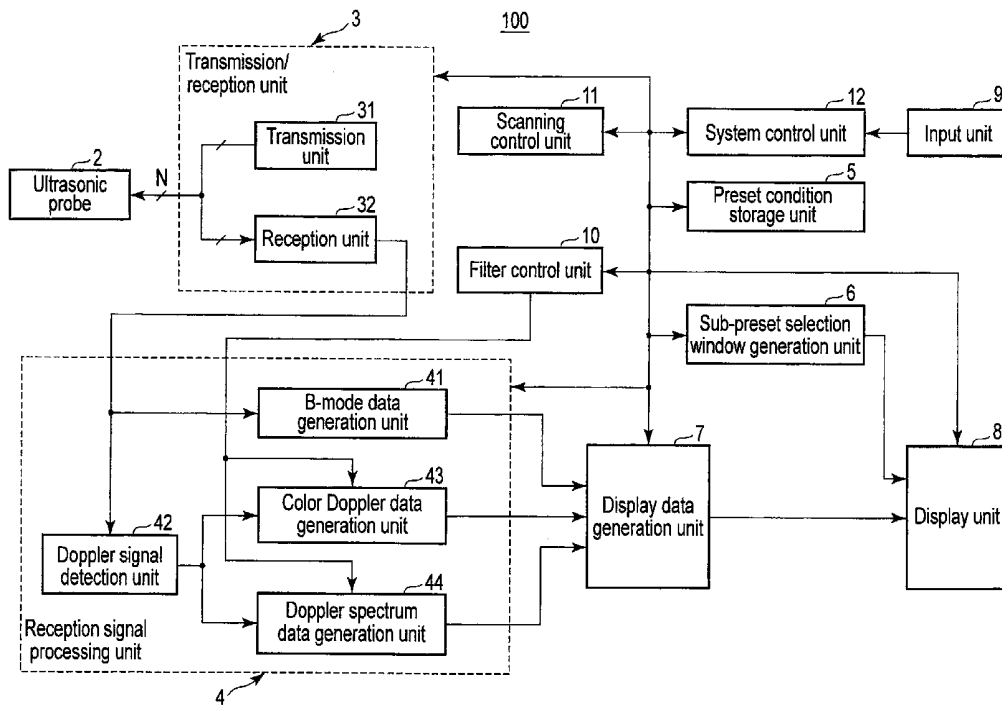 100
3
Transmission/
reception unit
31
Transmission
unit
2
Ultrasonic
probe
N
32
Reception unit
11
Scanning
control unit
12
System control unit
9
Input unit
5
Preset condition
storage unit
10
Filter control unit
6
Sub-preset selection
window generation unit
41
B-mode data
generation unit
43
Color Doppler data
generation unit
42
Doppler signal
detection unit
44
Doppler spectrum
data generation unit
Reception signal
processing unit
4
7
Display data
generation unit
8
Display unit